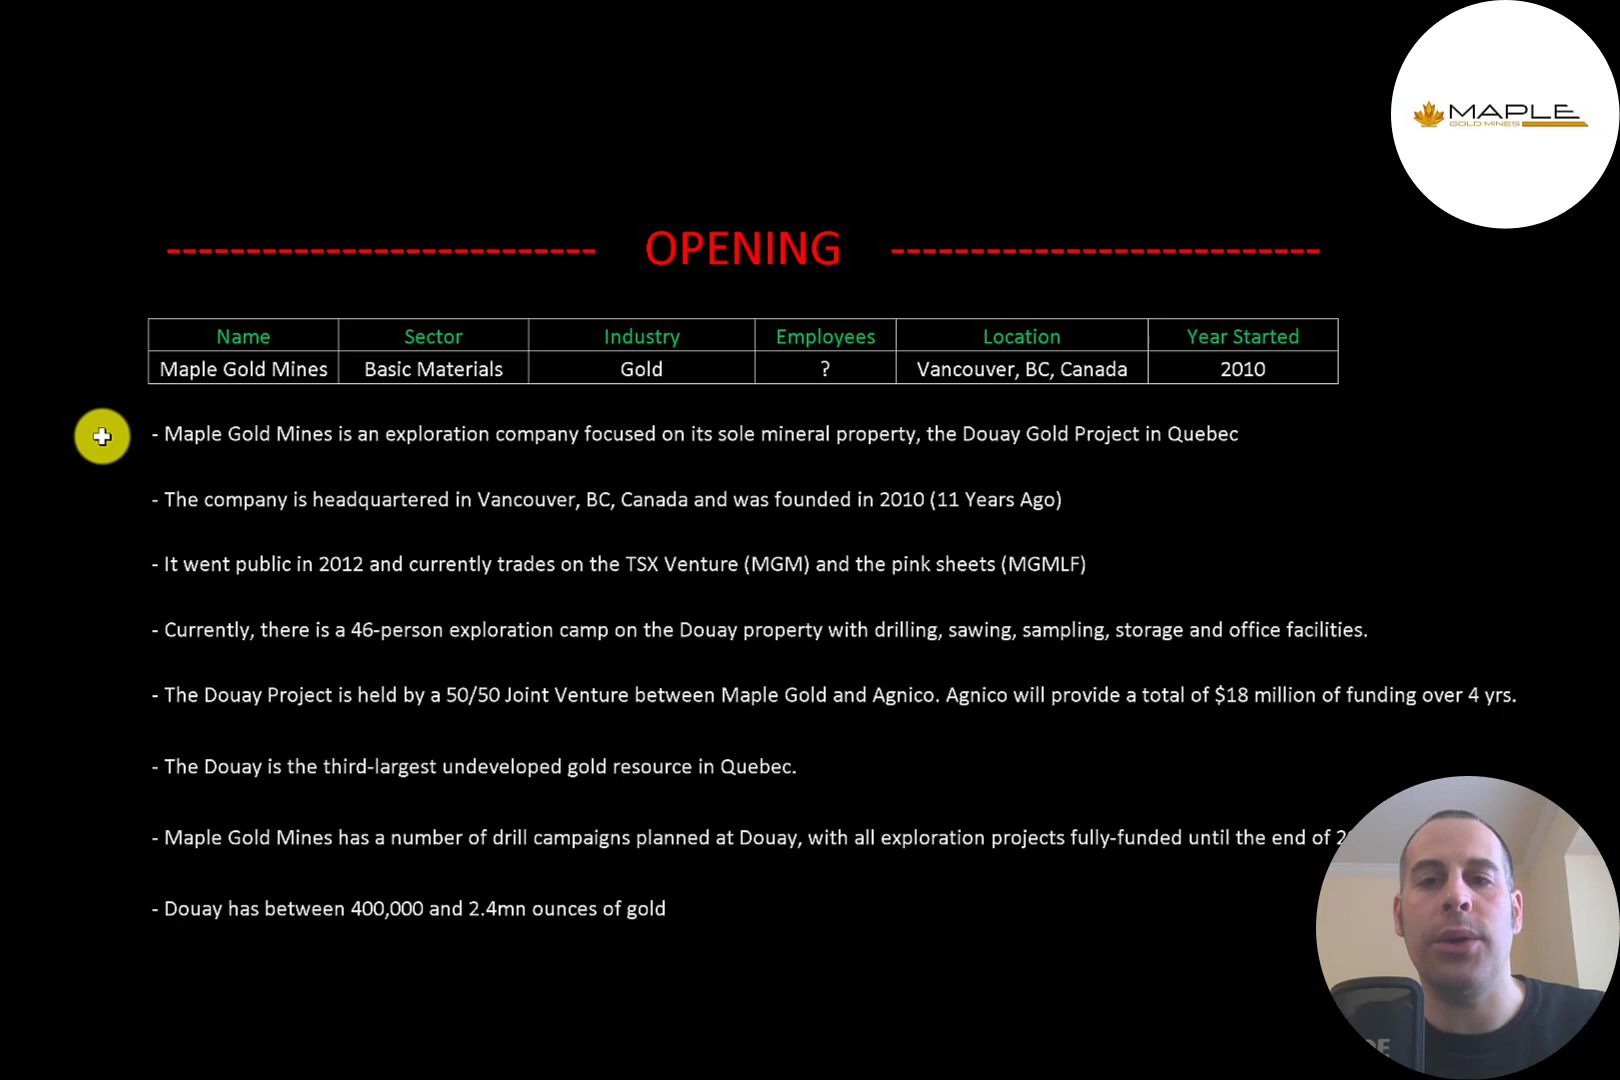 MAPLE
GOLD MINES
-------------------------- OPENING --------------------------
Name Sector Industry Employees Location Year Started
Maple Gold Mines Basic Materials Gold ? Vancouver, BC, Canada 2010
- Maple Gold Mines is an exploration company focused on its sole mineral property, the Douay Gold Project in Quebec
- The company is headquartered in Vancouver, BC, Canada and was founded in 2010 (11 Years Ago)
- It went public in 2012 and currently trades on the TSX Venture (MGM) and the pink sheets (MGMLF)
- Currently, there is a 46-person exploration camp on the Douay property with drilling, sawing, sampling, storage and office facilities.
- The Douay Project is held by a 50/50 Joint Venture between Maple Gold and Agnico. Agnico will provide a total of $18 million of funding over 4 yrs.
- The Douay is the third-largest undeveloped gold resource in Quebec.
- Maple Gold Mines has a number of drill campaigns planned at Douay, with all exploration projects fully-funded until the end of
- Douay has between 400,000 and 2.4mn ounces of gold